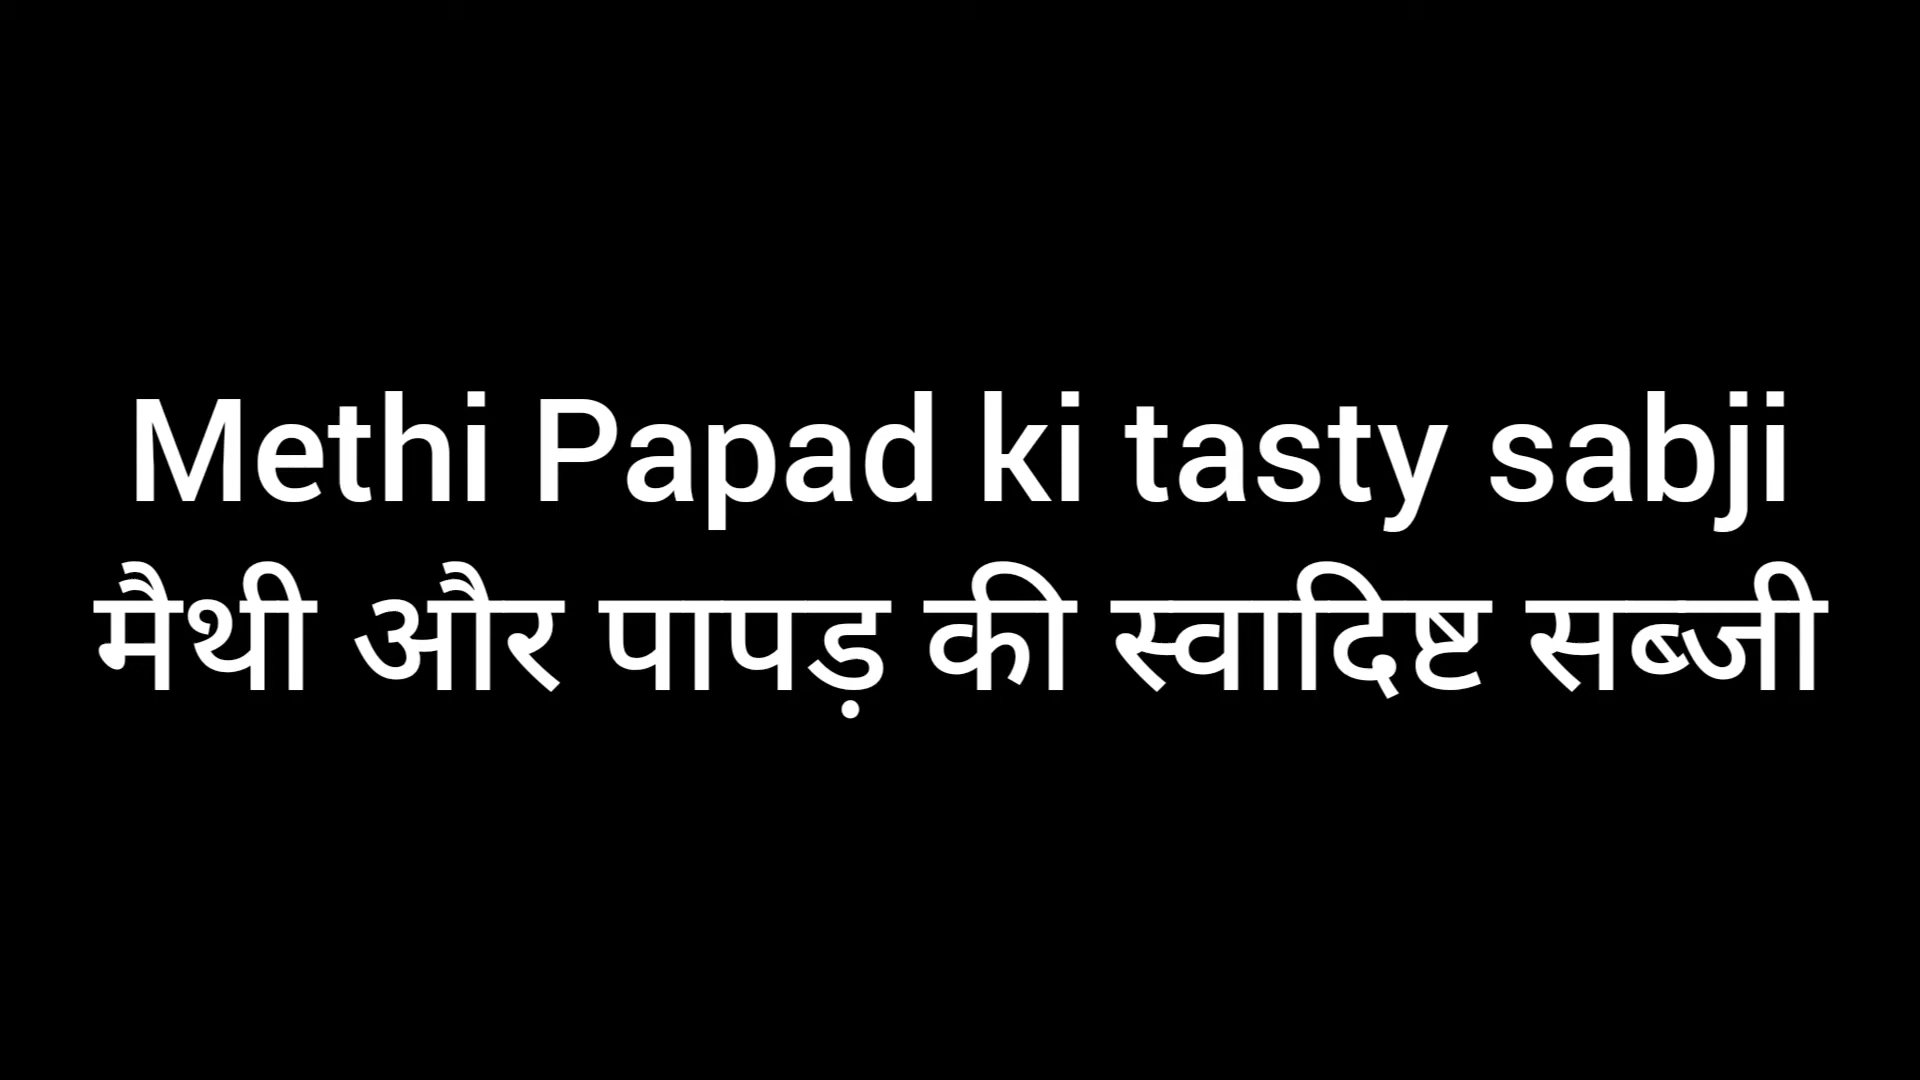 Methi Papad ki tasty sabji
मैथी और पापड़ की स्वादिष्ट सब्जी